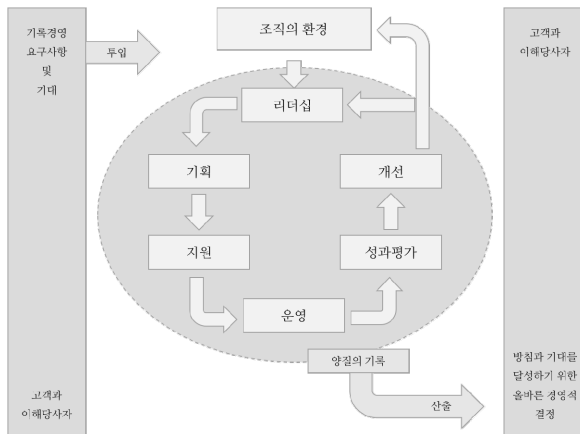 기록경영
요구사항
및
기대
투입
조직의 환경
고객과
이해당사자
리더십
기획
개선
지원
성과평가
운영
양질의 기록
고객과
이해당사자
산출
방침과 기대를
달성하기 위한
올바른 경영석
결정